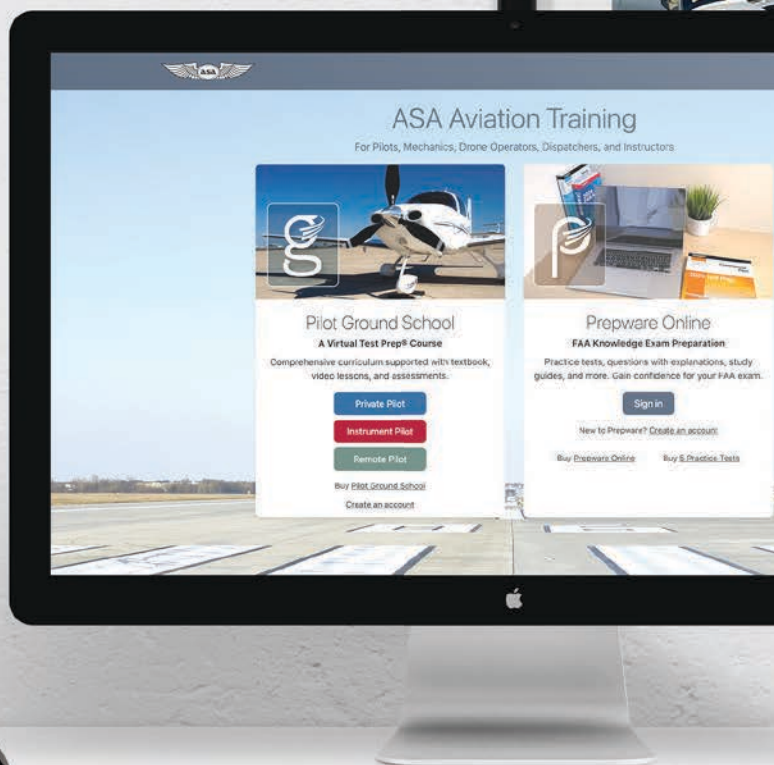 ASA
ASA Aviation Training
For Pilots, Mechanics, Drone Operators, Dispatchers, and Instructors
g
Pilot Ground School
A Virtual Test Prep® Course
Comprehensive curriculum supported with textbook,
video lessons, and assessments.
Private Pilot
Instrument Pilot
Remote Pilot
Buy Pilot Ground School
Create an account
p
Prepware Online
FAA Knowledge Exam Preparation
Practice tests, questions with explanations, study
guides, and more. Gain confidence for your FAA exam.
Sign in
New to Prepware? Create an account
Buy Prepware Online
Buy 5 Practice Tests